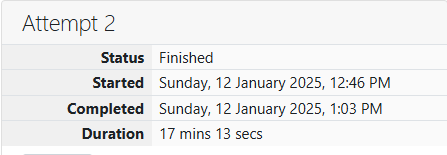 Attempt 2
Status Finished
Started Sunday, 12 January 2025, 12:46 PM
Completed Sunday, 12 January 2025, 1:03 PM
Duration 17 mins 13 secs